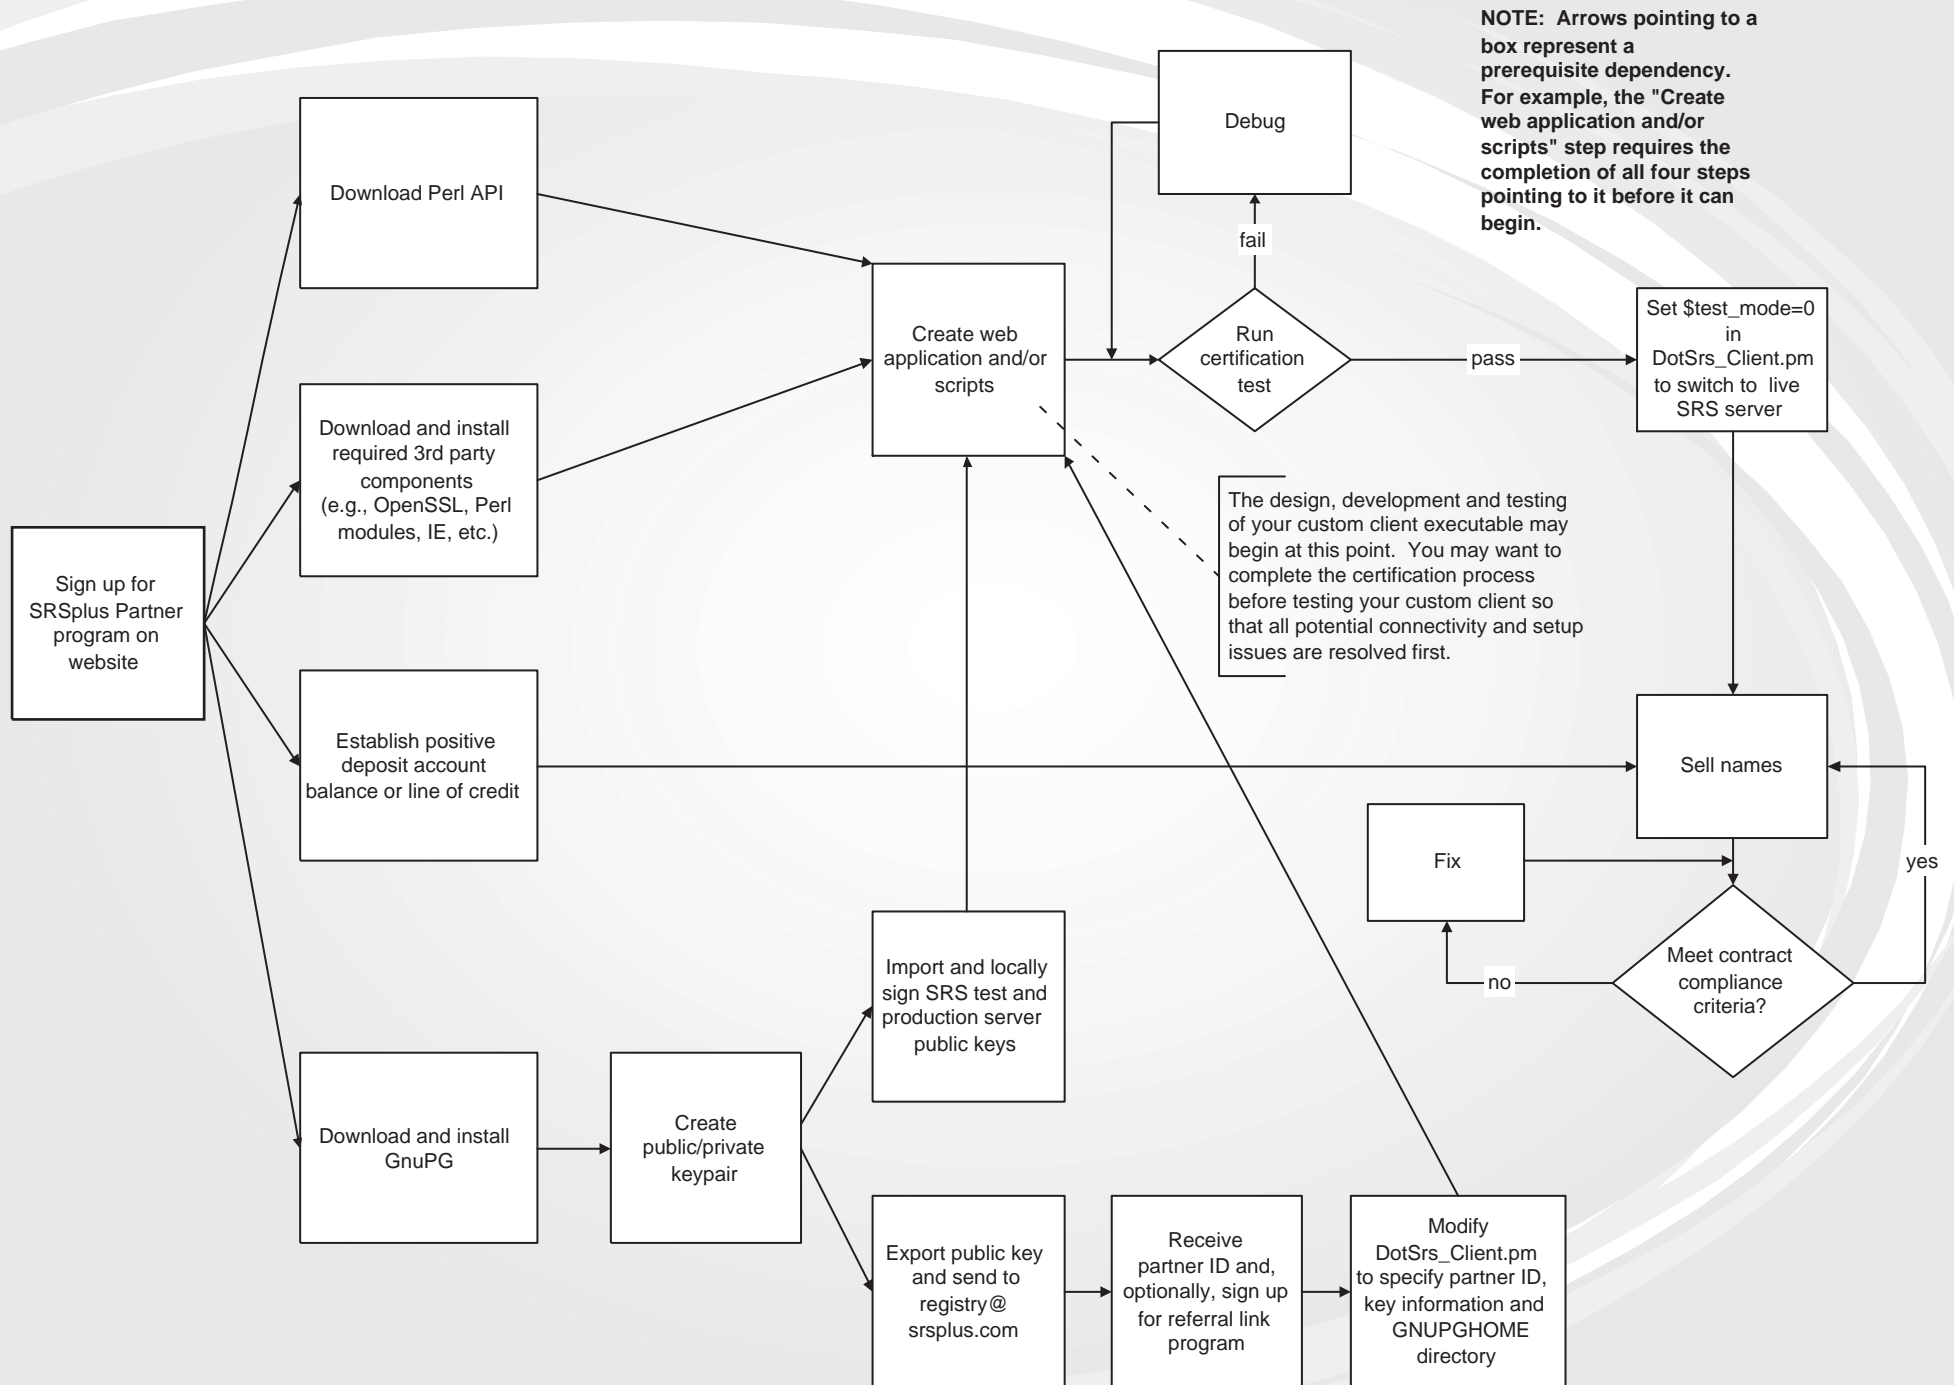 NOTE: Arrows pointing to a
box represent a
prerequisite dependency.
For example, the "Create
web application and/or
scripts" step requires the
completion of all four steps
pointing to it before it can
begin.
Debug
fail
Download Perl API
Create web
application and/or
scripts
Run
certification
test
pass
Set $test_mode=0
in
DotSrs_Client.pm
to switch to live
SRS server
Download and install
required 3rd party
components
(e.g., OpenSSL, Perl
modules, IE, etc.)
The design, development and testing
of your custom client executable may
begin at this point. You may want to
complete the certification process
before testing your custom client so
that all potential connectivity and setup
issues are resolved first.
Sign up for
SRSplus Partner
program on
website
Establish positive
deposit account
balance or line of credit
Sell names
Fix
yes
no
Meet contract
compliance
criteria?
Import and locally
sign SRS test and
production server
public keys
Download and install
GnuPG
Create
public/private
keypair
Export public key
and send to
registry@
srsplus.com
Receive
partner ID and,
optionally, sign up
for referral link
program
Modify
DotSrs_Client.pm
to specify partner ID,
key information and
GNUPGHOME
directory